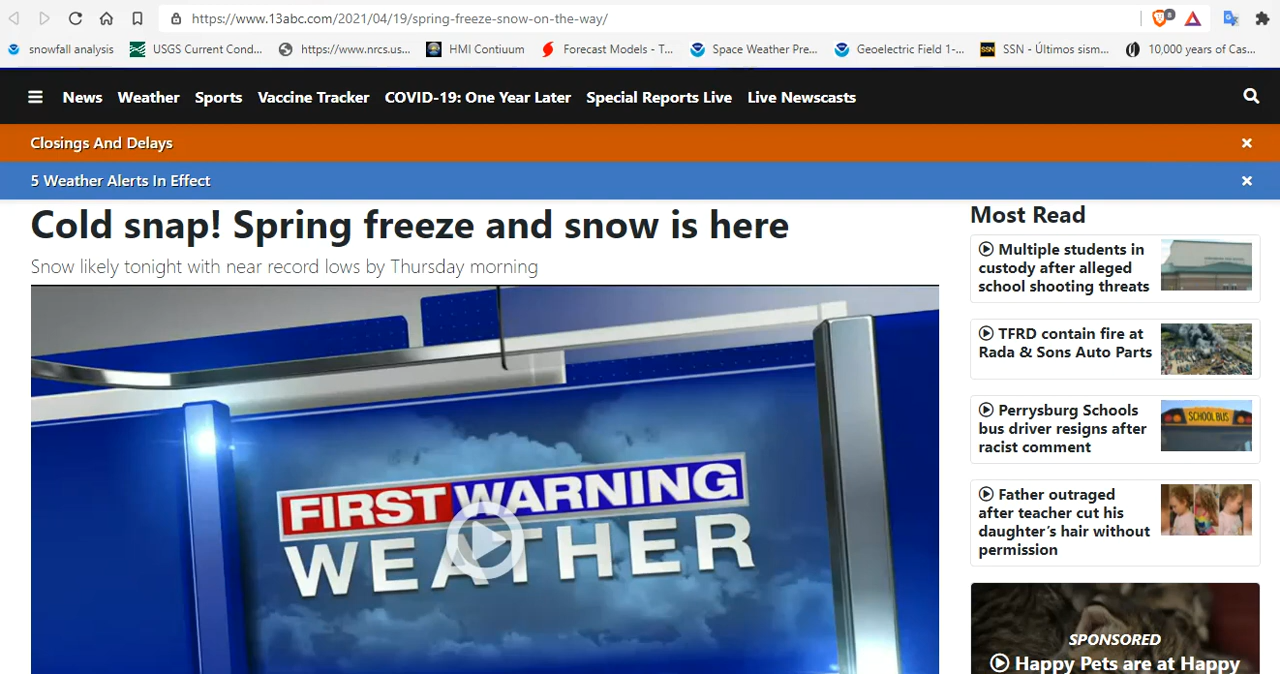 https://www.13abc.com/2021/04/19/spring-freeze-snow-on-the-way/
8
snowfall analysis
USGS Current Cond...
https://www.nrcs.us...
HMI Contiuum
Forecast Models - T...
Space Weather Pre...
Geoelectric Field 1-...
SSN
SSN - Últimos sism...
10,000 years of Cas...
News Weather Sports Vaccine Tracker COVID-19: One Year Later Special Reports Live Live Newscasts
Closings And Delays
5 Weather Alerts In Effect
Cold snap! Spring freeze and snow is here
Snow likely tonight with near record lows by Thursday morning
FIRST WARNING
WEATHER
Most Read
Multiple students in
custody after alleged
school shooting threats
TFRD contain fire at
Rada & Sons Auto Parts
Perrysburg Schools
bus driver resigns after
racist comment
SCHOOL BUS
Father outraged
after teacher cut his
daughter's hair without
permission
SPONSORED
Happy Pets are at Happy